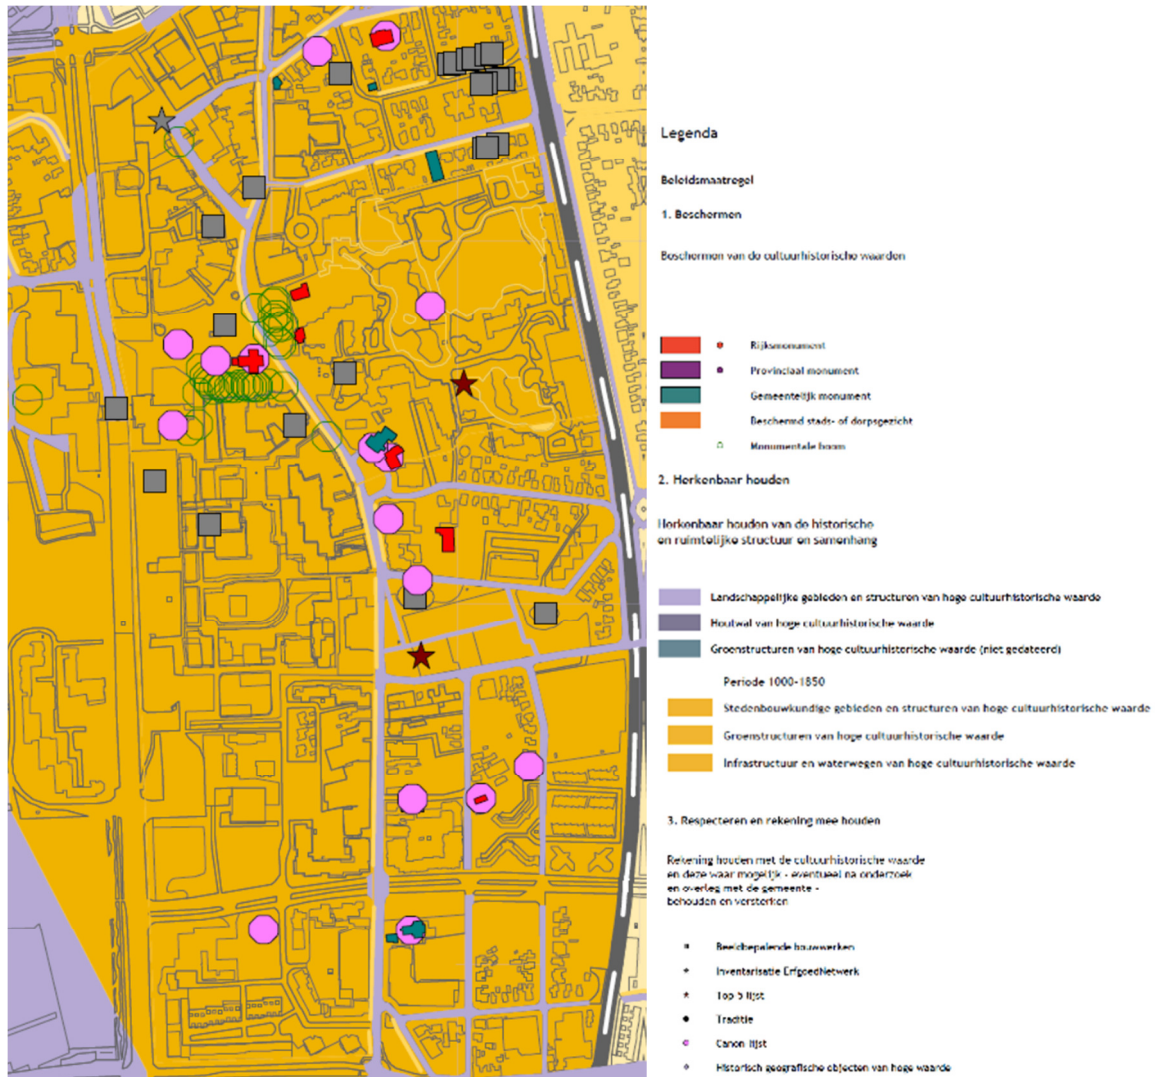 Legenda
Beleidsmaatregel
1. Beschermen
Beschermen van de cultuurhistorische waarden
Rijksmonument
Provinciaal monument
Gemeentelijk monument
Beschermd stads- of dorpsgezicht
Monumentale boom
2. Herkenbaar houden
Herkenbaar houden van de historische
en ruimtelijke structuur en samenhang
Landschappelijke gebieden en structuren van hoge cultuurhistorische waarde
Houtwal van hoge cultuurhistorische waarde
Groenstructuren van hoge cultuurhistorische waarde (niet gedateerd)
Periode 1000-1850
Stedenbouwkundige gebieden en structuren van hoge cultuurhistorische waarde
Groenstructuren van hoge cultuurhistorische waarde
Infrastructuur en waterwegen van hoge cultuurhistorische waarde
3. Respecteren en rekening mee houden
Rekening houden met de cultuurhistorische waarde
en deze waar mogelijk - eventueel na onderzoek
en overleg met de gemeente -
behouden en versterken
Beeldbepalende bouwwerken
Inventarisatie ErfgoedNetwerk
Top 5 lijst
Traditie
Canon lijst
Historisch geografische objecten van hoge waarde